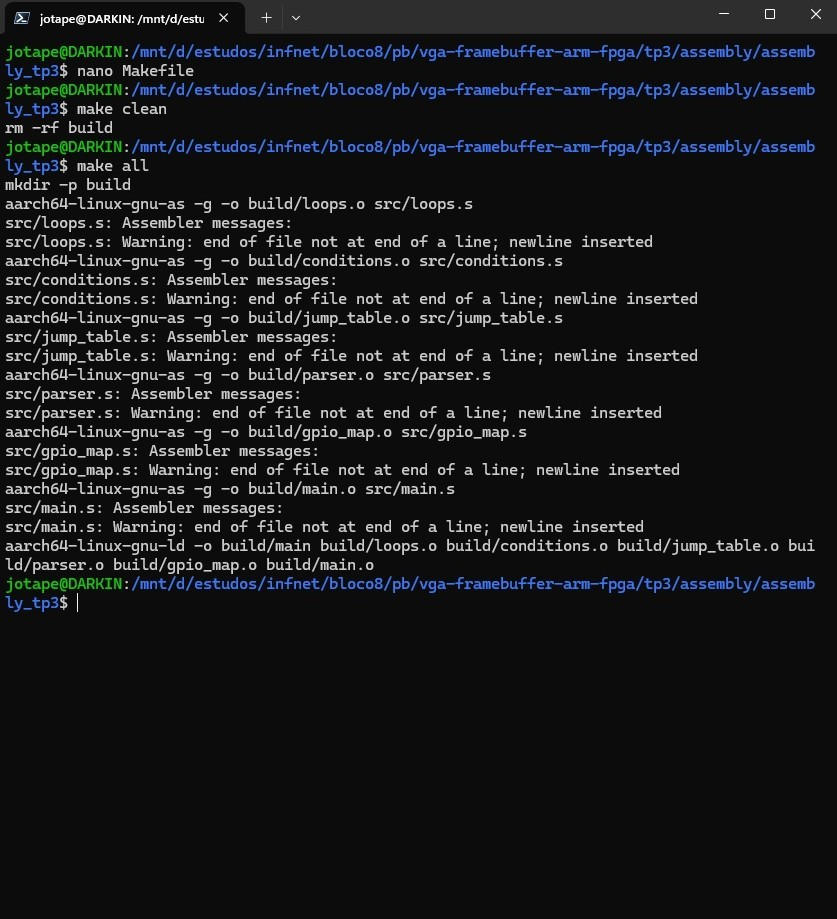 jotape@DARKIN: /mnt/d/estu
jotape@DARKIN:/mnt/d/estudos/infnet/bloco8/pb/vga-framebuffer-arm-fpga/tp3/assembly/assemb
ly_tp3$ nano Makefile
jotape@DARKIN:/mnt/d/estudos/infnet/bloco8/pb/vga-framebuffer-arm-fpga/tp3/assembly/assemb
ly_tp3$ make clean
rm -rf build
jotape@DARKIN:/mnt/d/estudos/infnet/bloco8/pb/vga-framebuffer-arm-fpga/tp3/assembly/assemb
ly_tp3$ make all
mkdir -p build
aarch64-linux-gnu-as -g -o build/loops.o src/loops.s
src/loops.s: Assembler messages:
src/loops.s: Warning: end of file not at end of a line; newline inserted
aarch64-linux-gnu-as -g -o build/conditions.o src/conditions.s
src/conditions.s: Assembler messages:
src/conditions.s: Warning: end of file not at end of a line; newline inserted
aarch64-linux-gnu-as -g -o build/jump_table.o src/jump_table.s
src/jump_table.s: Assembler messages:
src/jump_table.s: Warning: end of file not at end of a line; newline inserted
aarch64-linux-gnu-as -g -o build/parser.o src/parser.s
src/parser.s: Assembler messages:
src/parser.s: Warning: end of file not at end of a line; newline inserted
aarch64-linux-gnu-as -g -o build/gpio_map.o src/gpio_map.s
src/gpio_map.s: Assembler messages:
src/gpio_map.s: Warning: end of file not at end of a line; newline inserted
aarch64-linux-gnu-as -g -o build/main.o src/main.s
src/main.s: Assembler messages:
src/main.s: Warning: end of file not at end of a line; newline inserted
aarch64-linux-gnu-ld -o build/main build/loops.o build/conditions.o build/jump_table.o bui
ld/parser.o build/gpio_map.o build/main.o
jotape@DARKIN:/mnt/d/estudos/infnet/bloco8/pb/vga-framebuffer-arm-fpga/tp3/assembly/assemb
ly_tp3$